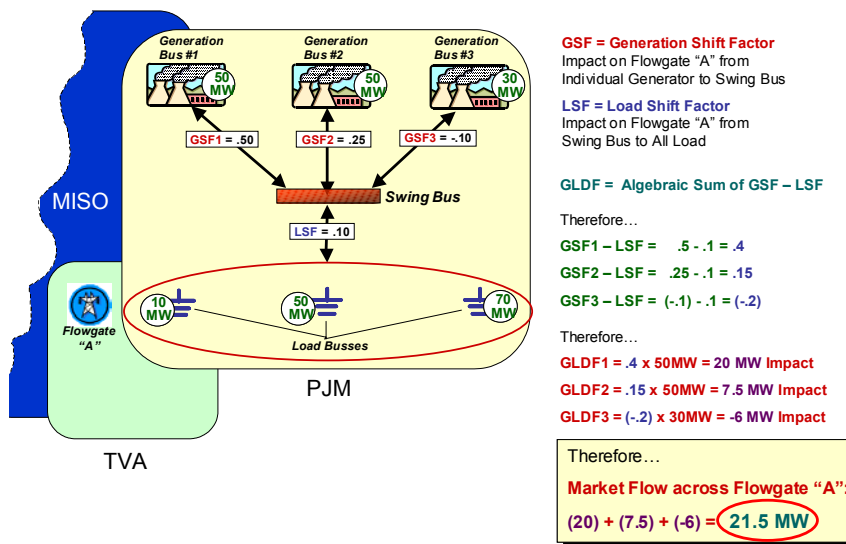 Generation
Bus #1
Generation
Bus #2
Generation
Bus #3
50
MW
50
MW
30
MW
GSF1 = .50
GSF2 = .25
GSF3 = -.10
MISO
Swing Bus
LSF = .10
Flowgate
“A”
10
MW
50
MW
70
MW
Load Busses
PJM
TVA
GSF = Generation Shift Factor
Impact on Flowgate “A” from
Individual Generator to Swing Bus
LSF = Load Shift Factor
Impact on Flowgate “A” from
Swing Bus to All Load
GLDF = Algebraic Sum of GSF – LSF
Therefore…
GSF1 – LSF = .5 - .1 = .4
GSF2 – LSF = .25 - .1 = .15
GSF3 – LSF = (-.1) - .1 = (-.2)
Therefore…
GLDF1 = .4 x 50MW = 20 MW Impact
GLDF2 = .15 x 50MW = 7.5 MW Impact
GLDF3 = (-.2) x 30MW = -6 MW Impact
Therefore…
Market Flow across Flowgate “A”:
(20) + (7.5) + (-6) = 21.5 MW